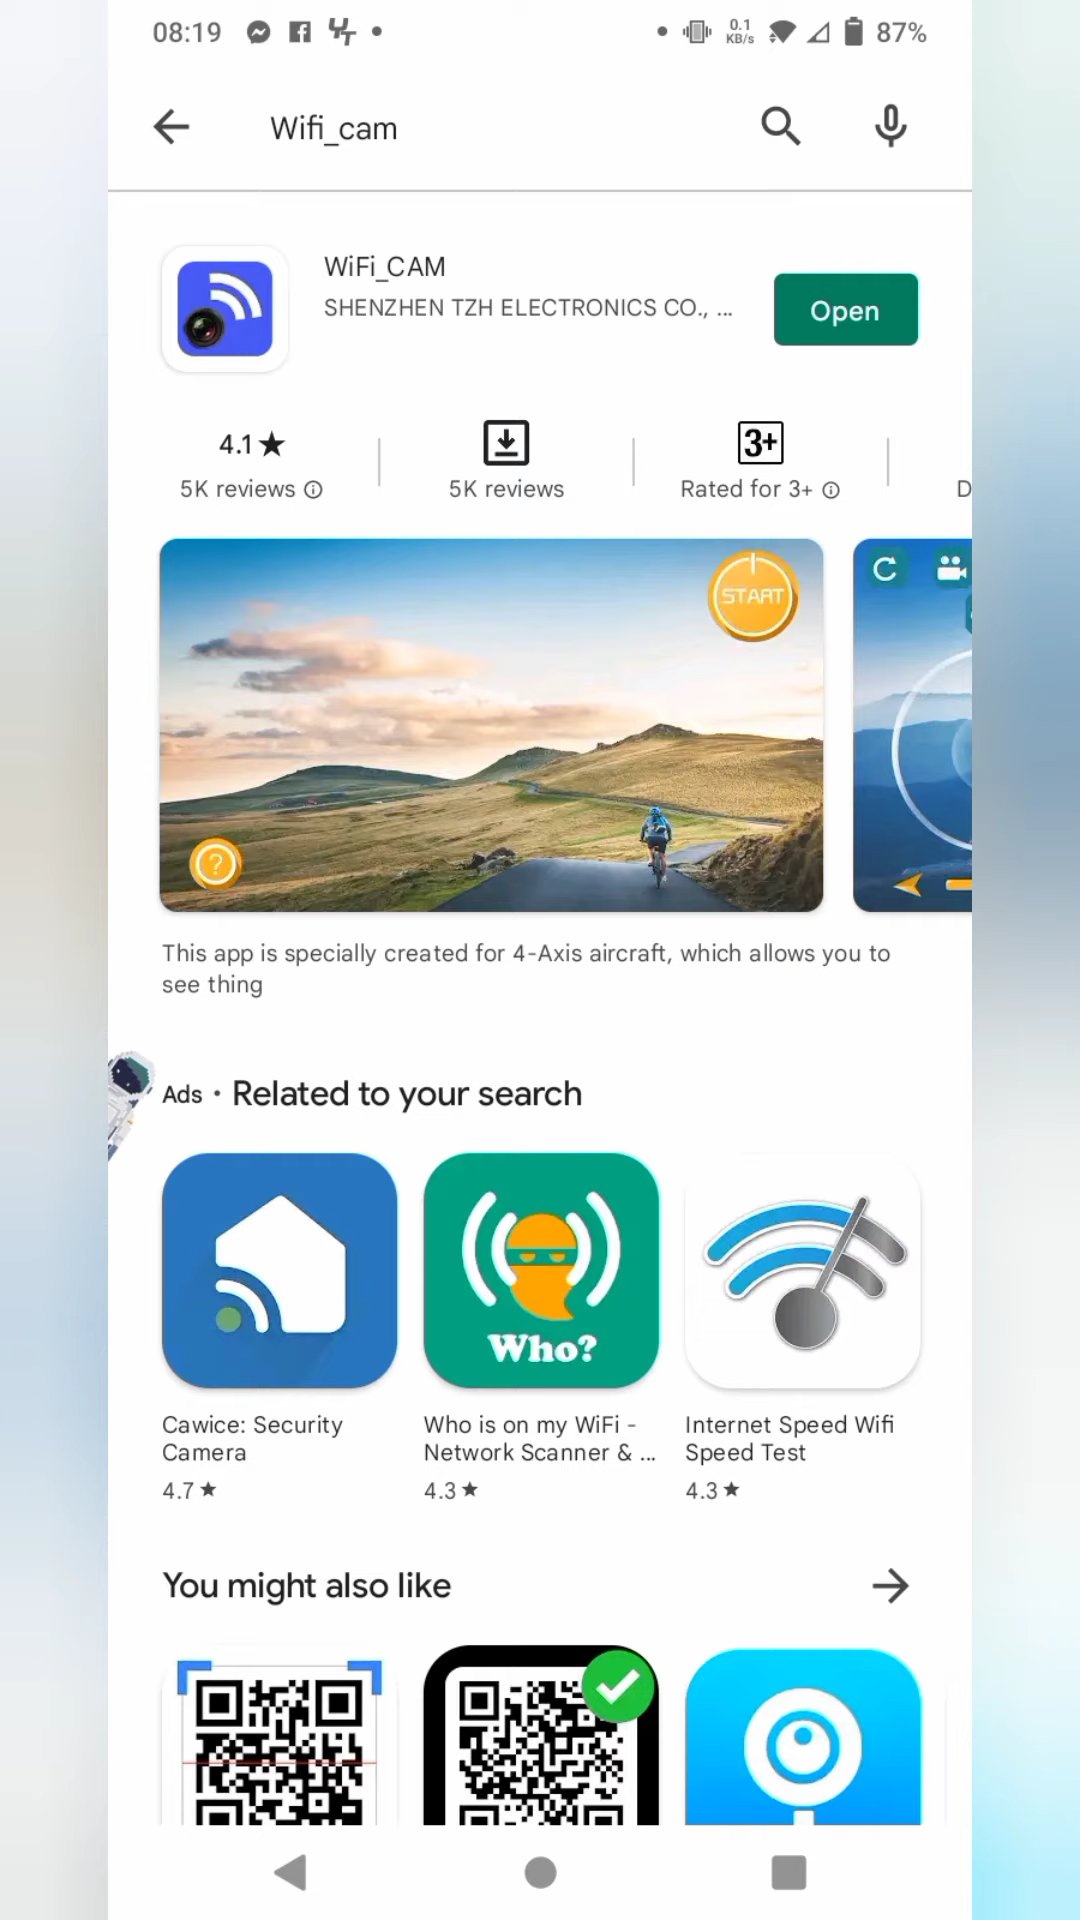 08:19
0.1
KB/s
87%
Wifi_cam
WiFi_CAM
SHENZHEN TZH ELECTRONICS CO., ...
Open
4.1★
5K reviews
5K reviews
3+
Rated for 3+
D
START
?
This app is specially created for 4-Axis aircraft, which allows you to
see thing
Ads • Related to your search
Who?
Cawice: Security
Camera
4.7 ★
Who is on my WiFi -
Network Scanner & ...
4.3 ★
Internet Speed Wifi
Speed Test
4.3 ★
You might also like